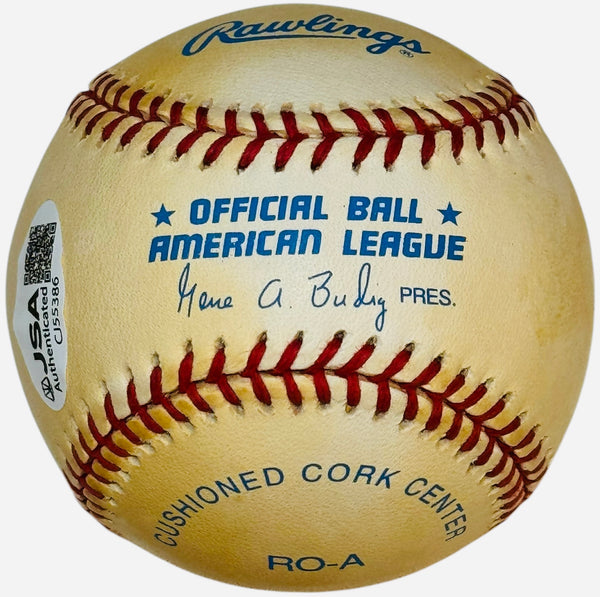 Rawlings ®
★ OFFICIAL BALL ★
AMERICAN LEAGUE
Gene A. Budig PRES.
JSA
Authenticated
CJ55386
CUSHIONED CORK CENTER
RO-A